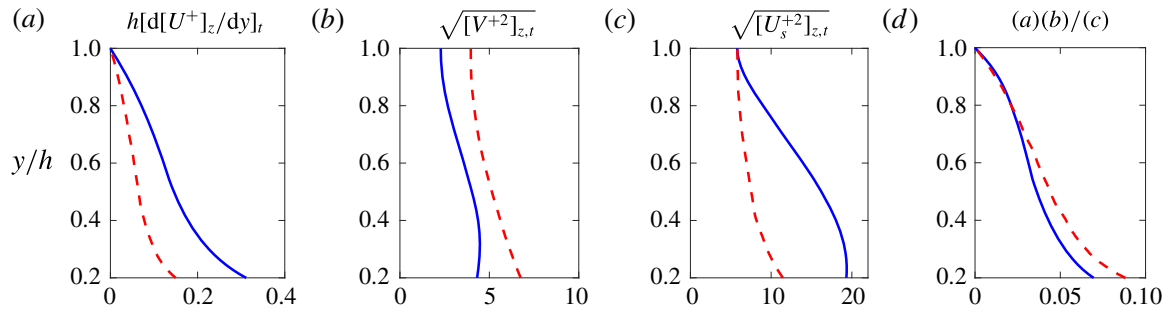 (a) h[d[U⁺]_z/dy]_t (b) √[V⁺²]_{z,t} (c) √[U_s⁺²]_{z,t} (d) (a)(b)/(c)
1.0 1.0 1.0 1.0
0.8 0.8 0.8 0.8
y/h 0.6 0.6 0.6 0.6
0.4 0.4 0.4 0.4
0.2 0.2 0.2 0.2
0 0.2 0.4 0 5 10 0 10 20 0 0.05 0.10